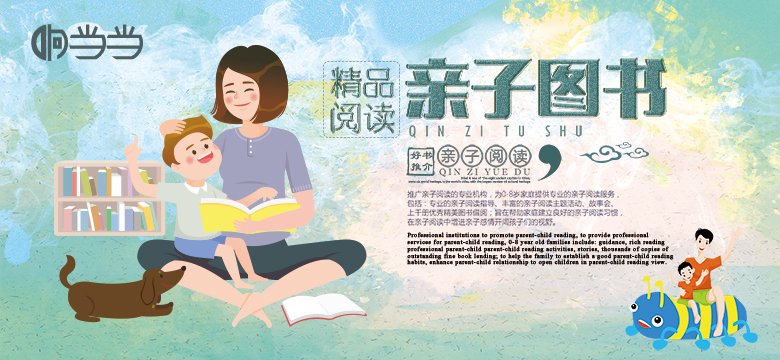 响当当
精品
阅读
亲子图书
QIN ZI TU SHU
好书
推介
亲子阅读
QIN ZI YUE DU
推广亲子阅读的专业机构，为0-8岁家庭提供专业的亲子阅读服务，
包括：专业的亲子阅读指导、丰富的亲子阅读主题活动、故事会、
上千册优秀精美图书借阅；旨在帮助家庭建立良好的亲子阅读习惯，
在亲子阅读中增进亲子感情开阔孩子们的视野。
Professional institutions to promote parent-child reading, to provide professional
services for parent-child reading, 0-8 year old families include: guidance, rich reading
professional parent-child parent-child reading activities, stories, thousands of copies of
outstanding fine book lending; to help the family to establish a good parent-child reading
habits, enhance parent-child relationship to open children in parent-child reading view.